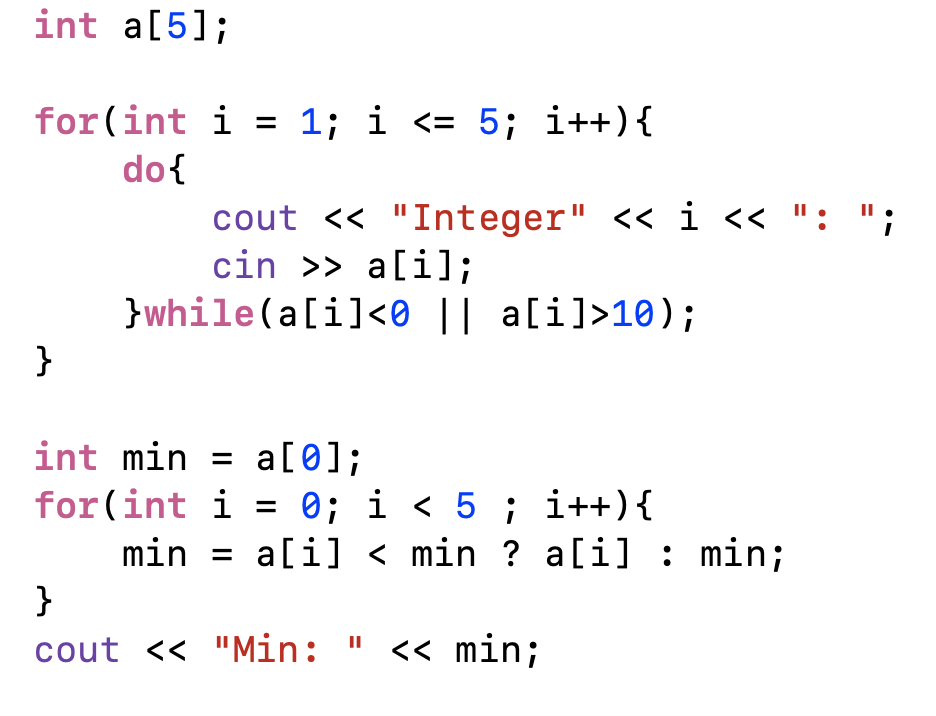 int a[5];

for(int i = 1; i <= 5; i++){
    do{
        cout << "Integer" << i << ": ";
        cin >> a[i];
    }while(a[i]<0 || a[i]>10);
}

int min = a[0];
for(int i = 0; i < 5 ; i++){
    min = a[i] < min ? a[i] : min;
}
cout << "Min: " << min;